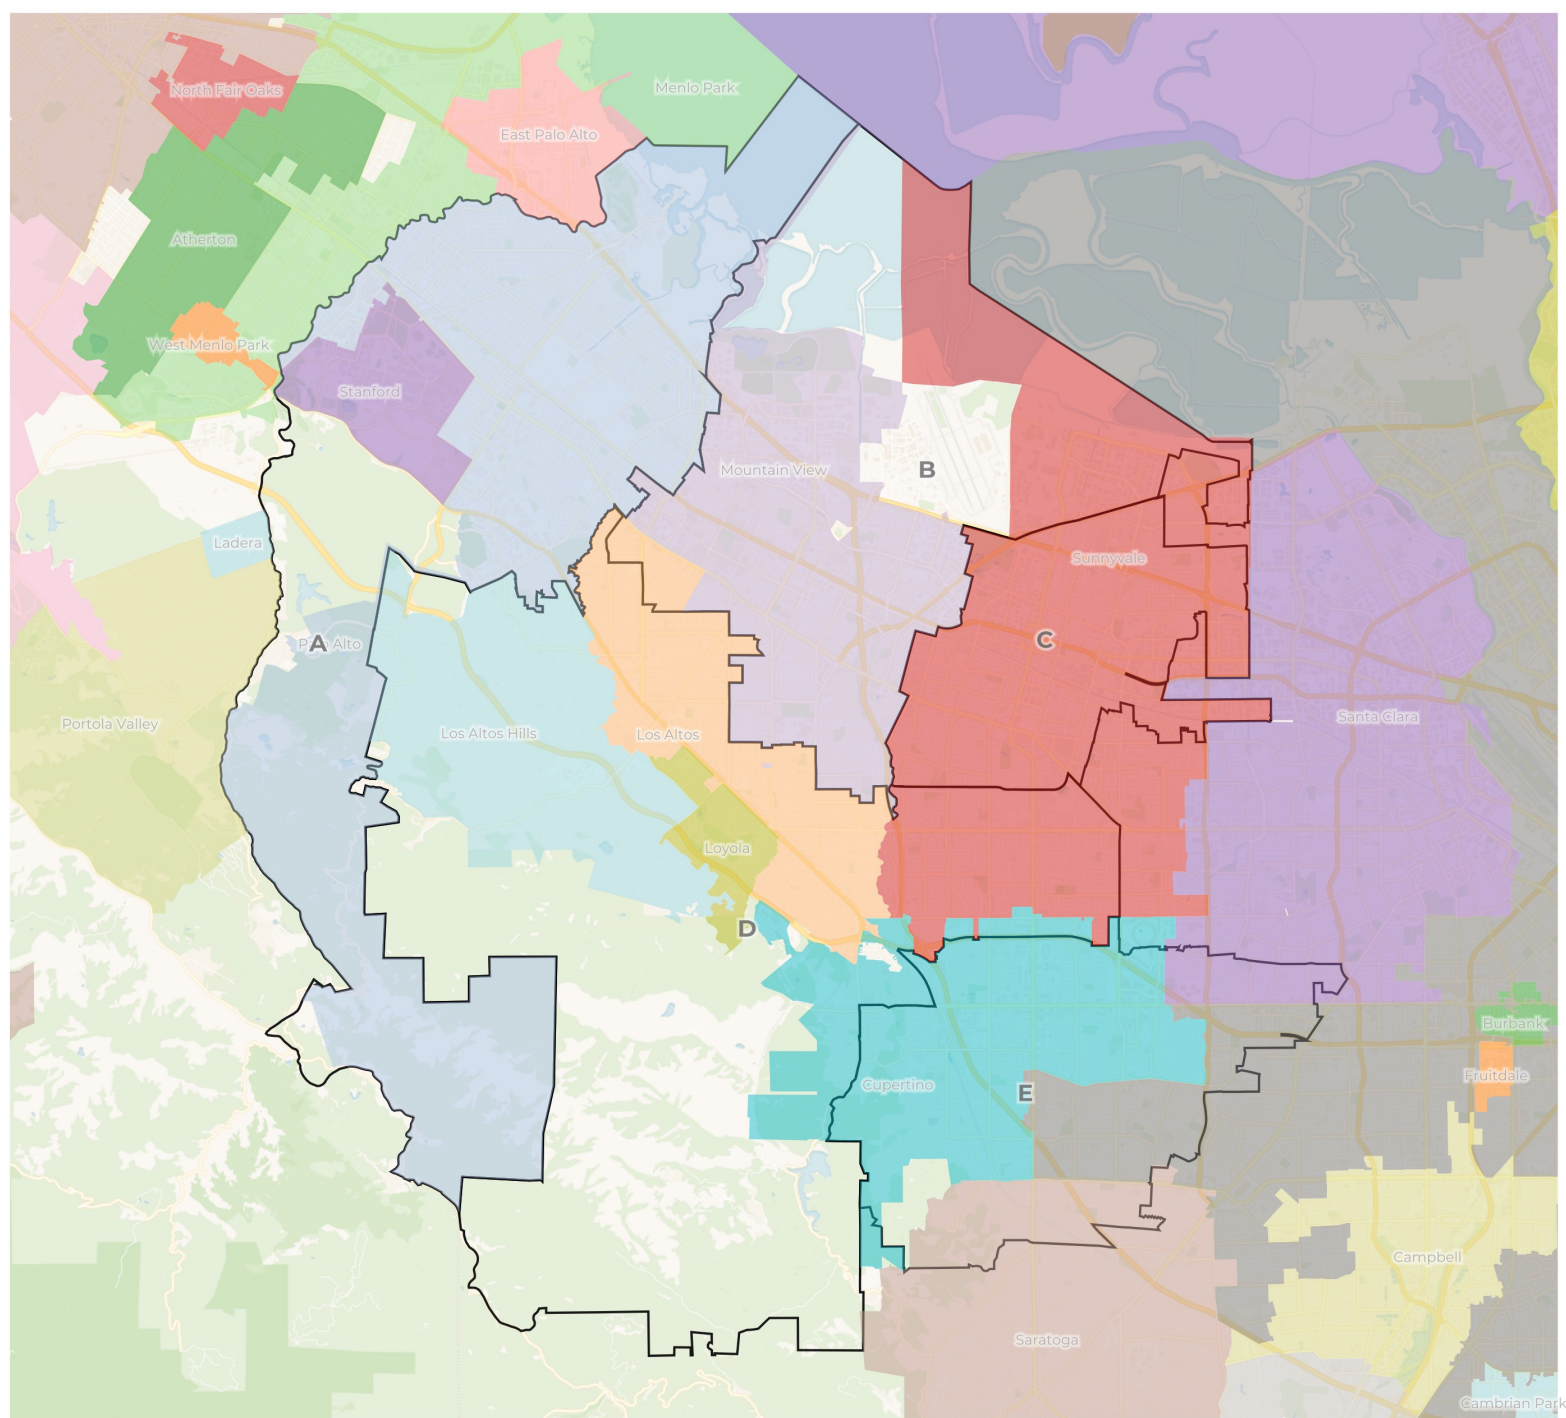 Menlo Park
North Fair Oaks
East Palo Alto
Atherton
West Menlo Park
Stanford
Mountain View
B
Ladera
Sunnyvale
A
Palo Alto
C
Portola Valley
Los Altos Hills
Los Altos
Santa Clara
Loyola
D
Burbank
Cupertino
E
Fruitdale
Campbell
Saratoga
Cambrian Park